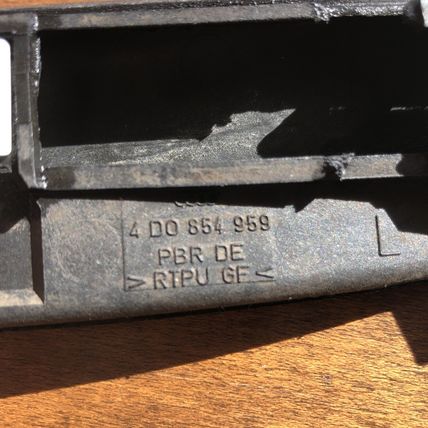 4 D0 854 959
PBR DE
>RTPU GF<
L